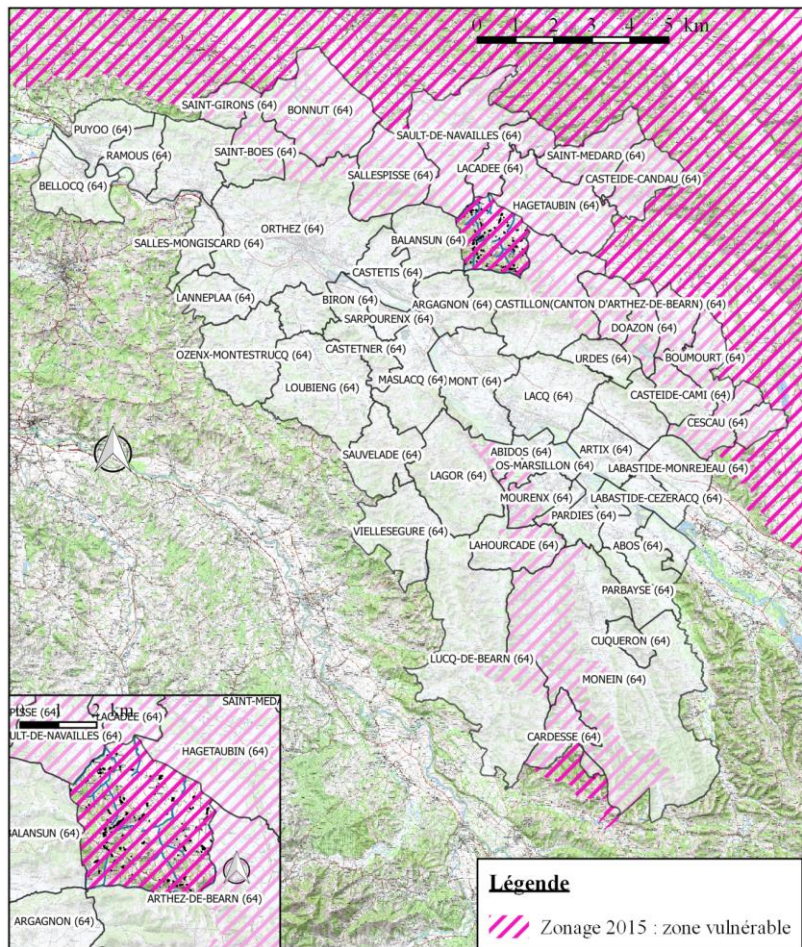 0 1 2 3 4 5 km
SAINT-GIRONS (64)
BONNUT (64)
PUYOO (64)
SAULT-DE-NAVAILLES (64)
RAMOUS (64)
SAINT-BOES (64)
SAINT-MEDARD (64)
SALLESPISSE (64)
LACADEE (64)
CASTEIDE-CANDAU (64)
BELLOCQ (64)
HAGETAUBIN (64)
ORTHEZ (64)
BALANSUN (64)
SALLES-MONGISCARD (64)
CASTETIS (64)
LANNEPLAA (64)
BIRON (64)
ARGAGNON (64)
CASTILLON(CANTON D'ARTHEZ-DE-BEARN) (64)
SARPOURENX (64)
DOAZON (64)
OZENX-MONTESTRUCQ (64)
CASTETNER (64)
URDES (64)
BOUMOURT (64)
LOUBIENG (64)
MASLACQ (64)
MONT (64)
LACQ (64)
CASTEIDE-CAMI (64)
CESCAU (64)
SAUVELADE (64)
ABIDOS (64)
ARTIX (64)
OS-MARSILLON (64)
LABASTIDE-MONREJEAU (64)
LAGOR (64)
MOURENX (64)
LABASTIDE-CEZERACQ (64)
PARDIES (64)
VIELLESEGURE (64)
LAHOURCADE (64)
ABOS (64)
PARBAYSE (64)
CUQUERON (64)
LUCQ-DE-BEARN (64)
MONEIN (64)
CARDESSE (64)
SAINT-MEDA
PISSE (64)
LACADEE (64)
0 1 2 km
ULT-DE-NAVAILLES (64)
HAGETAUBIN (64)
BALANSUN (64)
ARTHEZ-DE-BEARN (64)
ARGAGNON (64)
Légende
Zonage 2015 : zone vulnérable